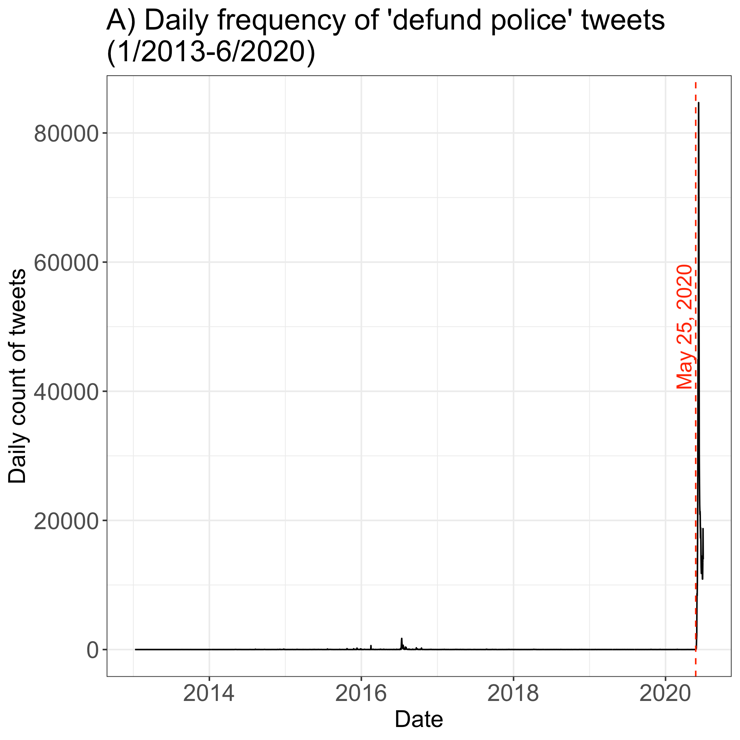 A) Daily frequency of 'defund police' tweets
(1/2013-6/2020)
Daily count of tweets
80000
60000
40000
20000
0
May 25, 2020
2014
2016
2018
2020
Date